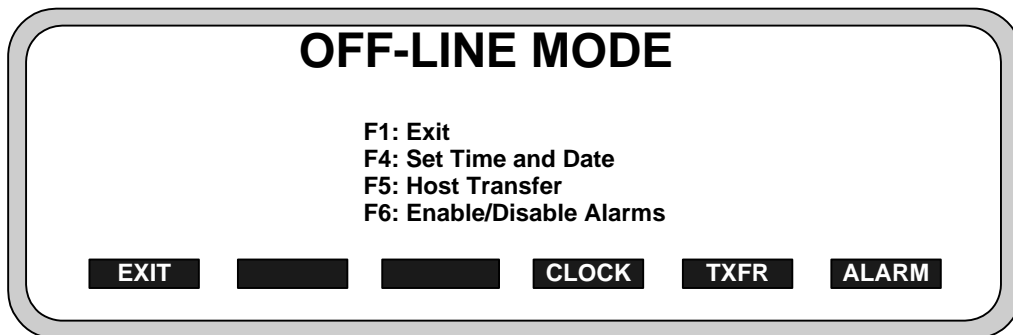 OFF-LINE MODE
F1: Exit
F4: Set Time and Date
F5: Host Transfer
F6: Enable/Disable Alarms
EXIT CLOCK TXFR ALARM